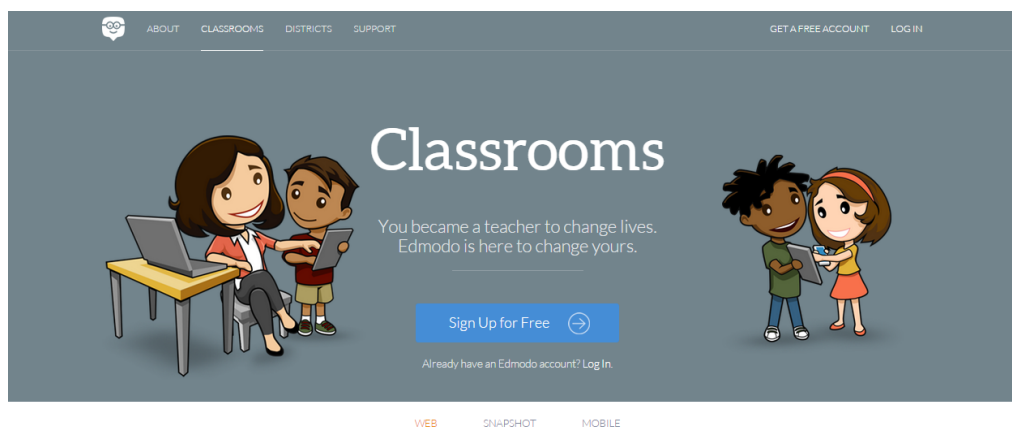 ABOUT CLASSROOMS DISTRICTS SUPPORT GET A FREE ACCOUNT LOG IN
Classrooms
You became a teacher to change lives.
Edmodo is here to change yours.
Sign Up for Free
Already have an Edmodo account? Log In.
WEB SNAPSHOT MOBILE